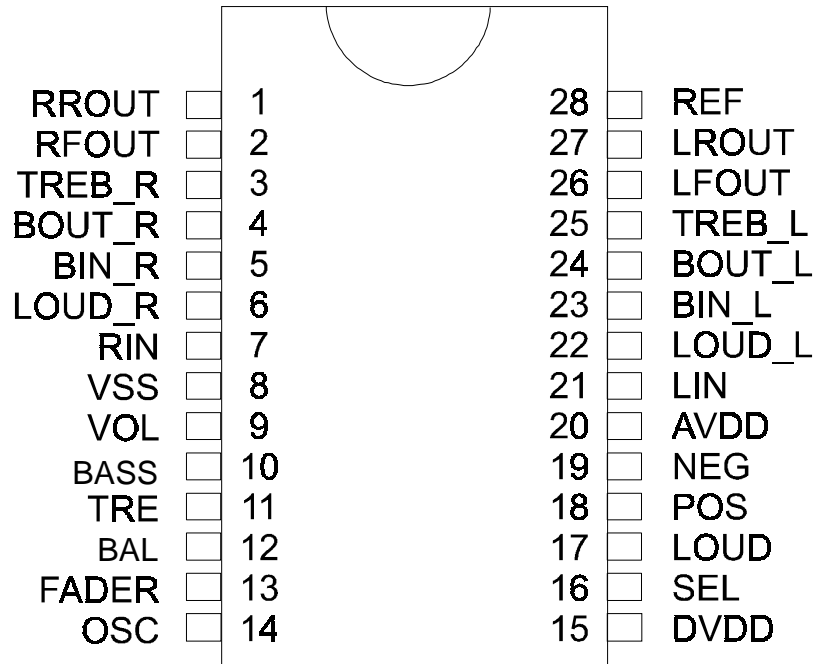 RROUT 1 28 REF
RFOUT 2 27 LROUT
TREB_R 3 26 LFOUT
BOUT_R 4 25 TREB_L
BIN_R 5 24 BOUT_L
LOUD_R 6 23 BIN_L
RIN 7 22 LOUD_L
VSS 8 21 LIN
VOL 9 20 AVDD
BASS 10 19 NEG
TRE 11 18 POS
BAL 12 17 LOUD
FADER 13 16 SEL
OSC 14 15 DVDD